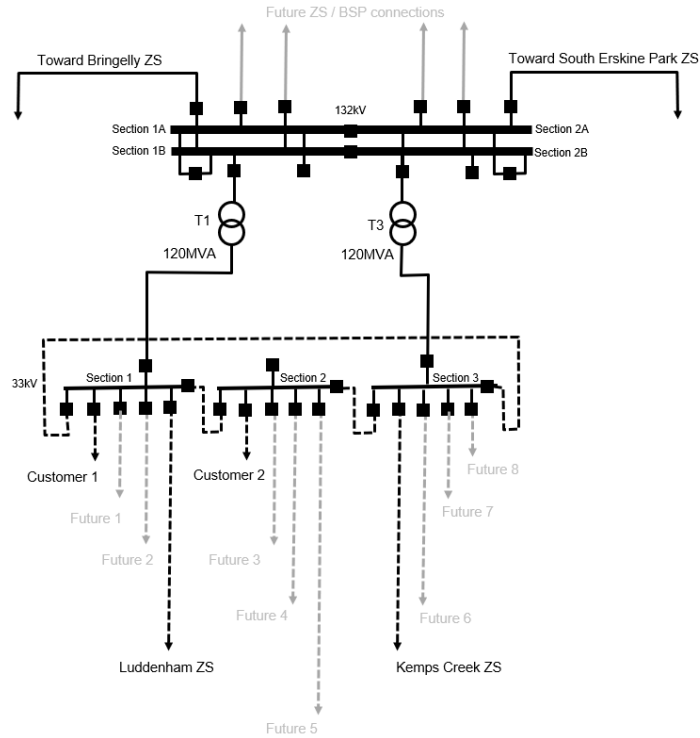 Future ZS / BSP connections
Toward Bringelly ZS
Toward South Erskine Park ZS
132kV
Section 1A
Section 2A
Section 1B
Section 2B
T1
T3
120MVA
120MVA
33kV
Section 1
Section 2
Section 3
Customer 1
Customer 2
Future 8
Future 1
Future 7
Future 2
Future 3
Future 4
Future 6
Luddenham ZS
Kemps Creek ZS
Future 5